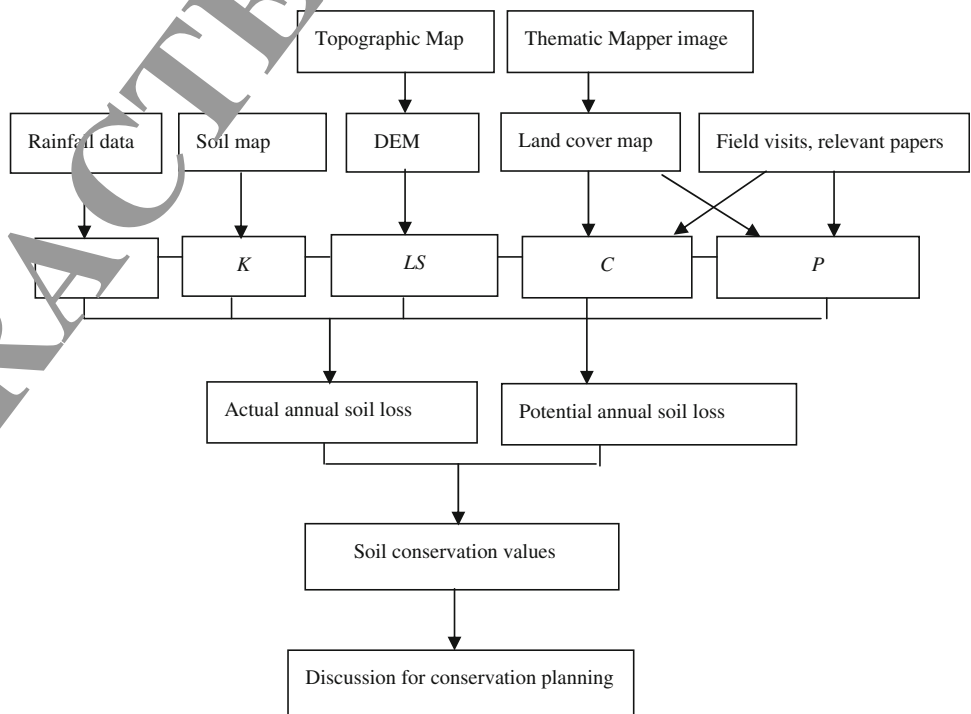 Topographic Map
Thematic Mapper image
Rainfall data
Soil map
DEM
Land cover map
Field visits, relevant papers
K
LS
C
P
Actual annual soil loss
Potential annual soil loss
Soil conservation values
Discussion for conservation planning
RACTE